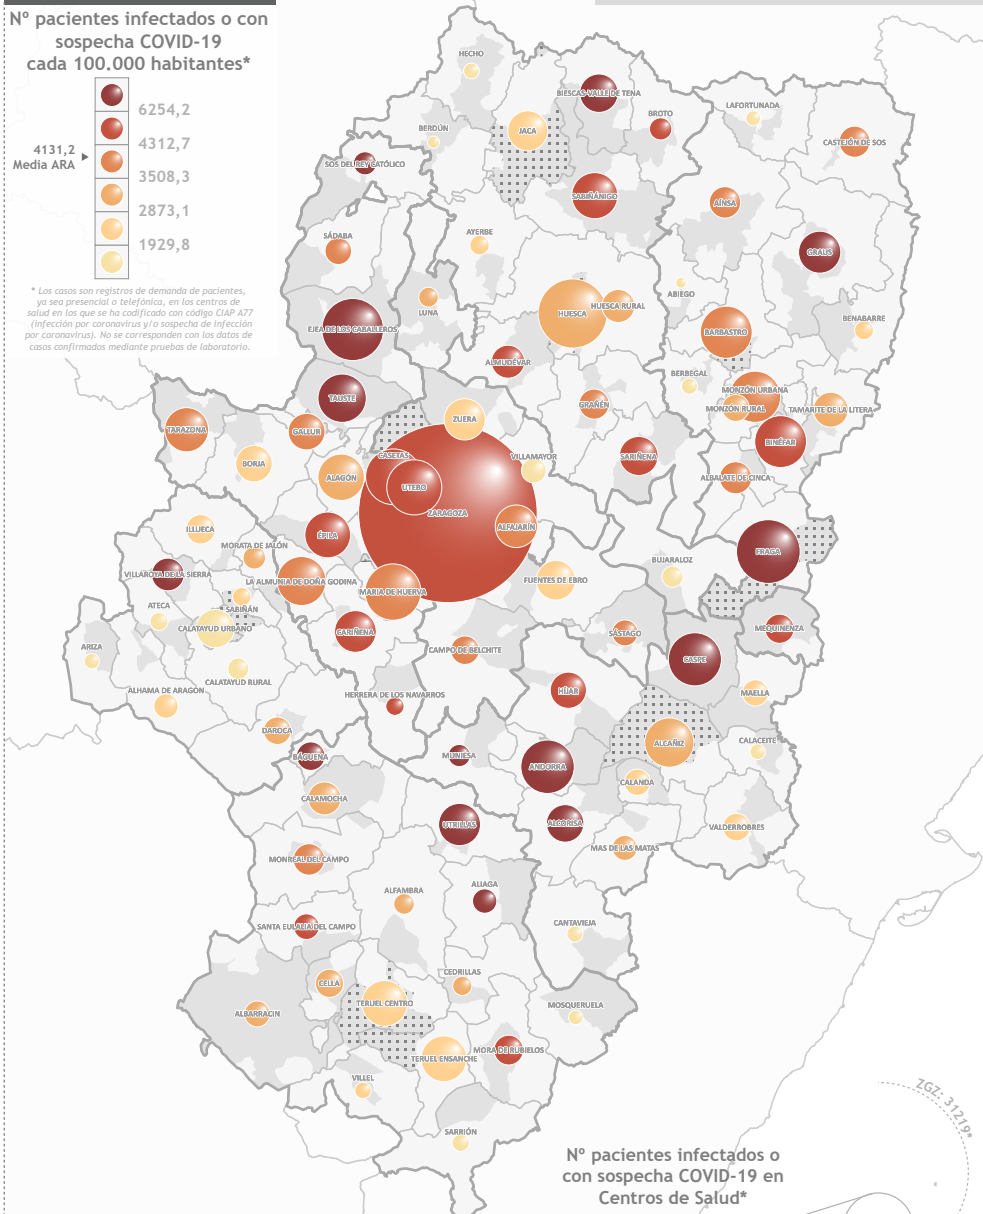 Nº pacientes infectados o con
sospecha COVID-19
cada 100.000 habitantes*
6254,2
4312,7
4131,2
Media ARA
3508,3
2873,1
1929,8
* Los casos son registros de demanda de pacientes,
ya sea presencial o telefónica, en los centros de
salud en los que se ha codificado con código CIAP A77
(infección por coronavirus y/o sospecha de infección
por coronavirus). No se corresponden con los datos de
casos confirmados mediante pruebas de laboratorio.
HECHO
BIESCAS-VALLE DE TENA
LAFORTUNADA
BROTO
BERDÚN
JACA
CASTEJÓN DE SOS
SOS DEL REY CATÓLICO
SABIÑÁNIGO
AÍNSA
SÁDABA
AYERBE
GRAUS
ABIEGO
LUNA
HUESCA RURAL
HUESCA
BENABARRE
EJEA DE LOS CABALLEROS
BARBASTRO
ALMUDÉVAR
BERBEGAL
MONZÓN URBANA
TAUSTE
GRAÑÉN
MONZÓN RURAL
TAMARITE DE LA LITERA
ZUERA
TARAZONA
GALLUR
BINÉFAR
CASETAS
VILLAMAYOR
SARIÑENA
BORJA
ALAGÓN
UTEBO
ALBALATE DE CINCA
ZARAGOZA
ALFAJARÍN
ILLUECA
ÉPILA
MORATA DE JALÓN
FRAGA
BUJARALOZ
VILLAROYA DE LA SIERRA
LA ALMUNIA DE DOÑA GODINA
FUENTES DE EBRO
MARIA DE HUERVA
ATECA
SABIÑÁN
CALATAYUD URBANO
CARIÑENA
SÁSTAGO
MEQUINENZA
ARIZA
CAMPO DE BELCHITE
CASPE
CALATAYUD RURAL
ALHAMA DE ARAGÓN
HERRERA DE LOS NAVARROS
HÍJAR
MAELLA
DAROCA
ALCAÑIZ
CALACEITE
BÁGUENA
MUNIESA
ANDORRA
CALANDA
CALAMOCHA
UTRILLAS
ALCORISA
VALDERROBRES
MAS DE LAS MATAS
MONREAL DEL CAMPO
ALFAMBRA
ALIAGA
SANTA EULALIA DEL CAMPO
CANTAVIEJA
CELLA
CEDRILLAS
TERUEL CENTRO
MOSQUERUELA
ALBARRACIN
TERUEL ENSANCHE
MORA DE RUBIELOS
VILLEL
SARRIÓN
ZGZ: 31219*
Nº pacientes infectados o
con sospecha COVID-19 en
Centros de Salud*